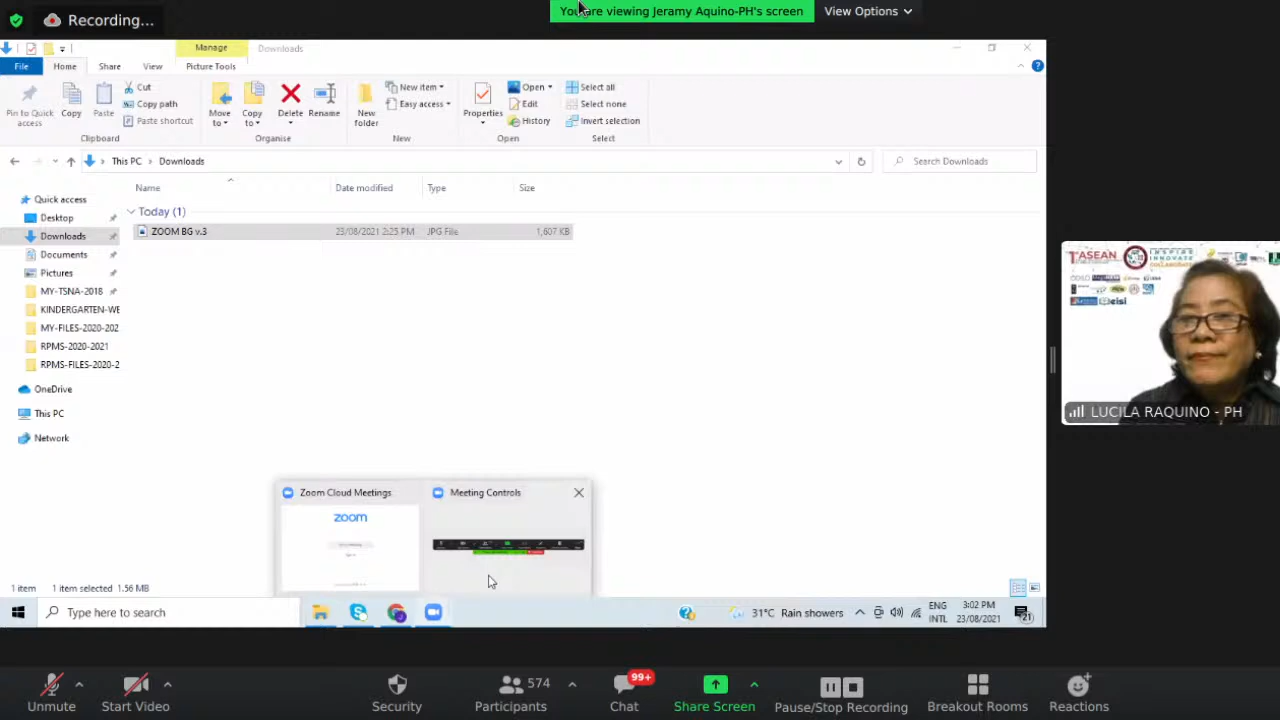 Recording...
You are viewing Jeramy Aquino-PH's screen
View Options
Manage
Downloads
File
Home
Share
View
Picture Tools
Pin to Quick access
Copy
Paste
Cut
Copy path
Paste shortcut
Clipboard
Move to
Copy to
Delete
Rename
Organise
New folder
New item
Easy access
New
Properties
Open
Edit
History
Open
Select all
Select none
Invert selection
Select
This PC
Downloads
Search Downloads
Name
Date modified
Type
Size
Today (1)
ZOOM BG v.3
23/08/2021 2:25 PM
JPG File
1,607 KB
Quick access
Desktop
Downloads
Documents
Pictures
MY-TSNA-2018
KINDERGARTEN-WE
MY-FILES-2020-202
RPMS-2020-2021
RPMS-FILES-2020-2
OneDrive
This PC
Network
ASEAN
INSPIRE
INNOVATE
COLLABORATE
LUCILA RAQUINO - PH
Zoom Cloud Meetings
Meeting Controls
zoom
1 item
1 item selected 1.56 MB
Type here to search
31°C Rain showers
ENG
INTL
3:02 PM
23/08/2021
21
Unmute
Start Video
Security
574
Participants
99+
Chat
Share Screen
Pause/Stop Recording
Breakout Rooms
Reactions